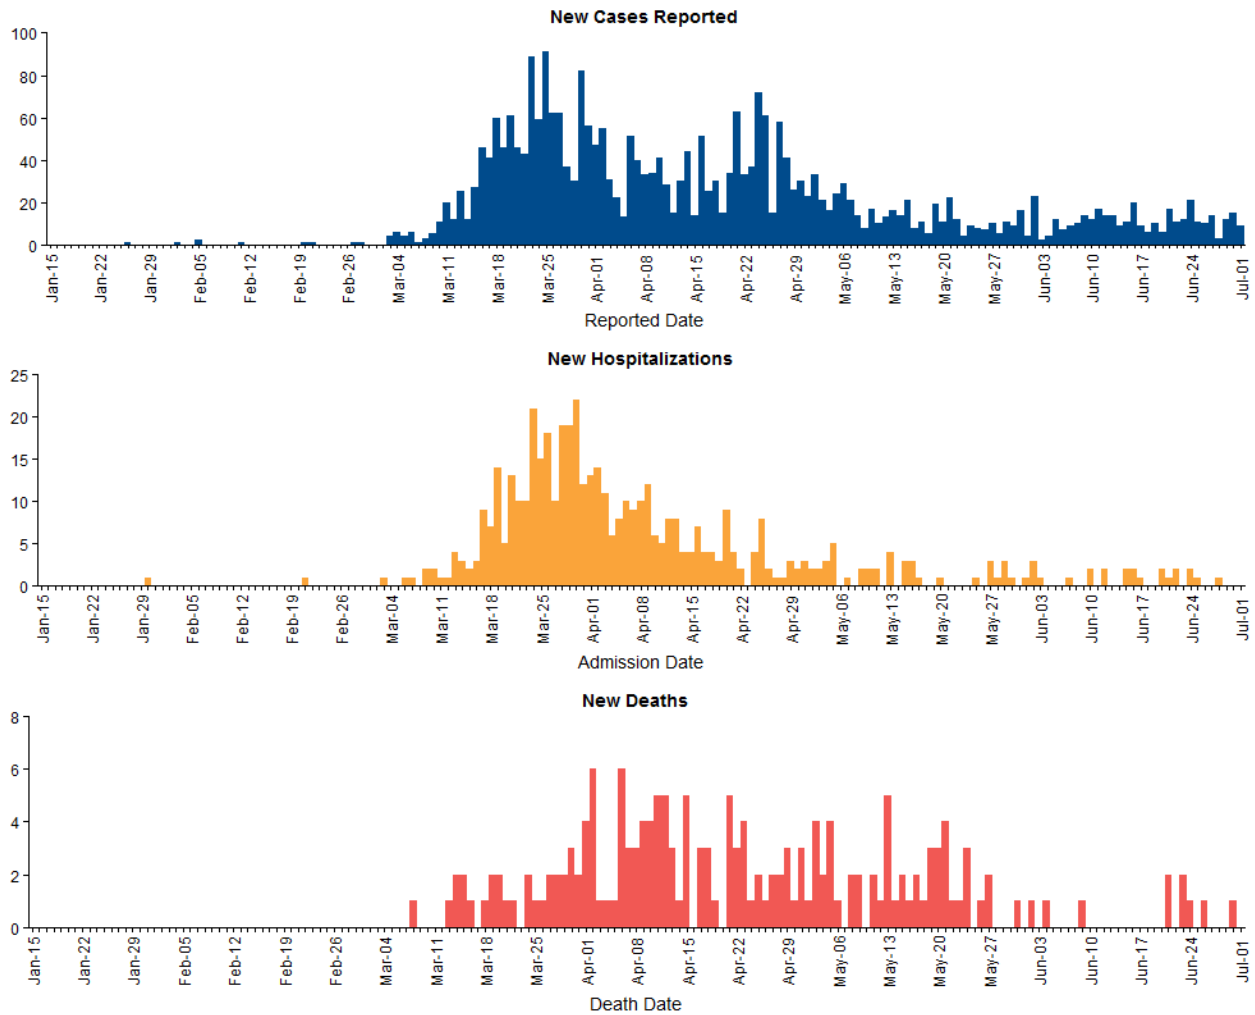 New Cases Reported
100
80
60
40
20
0
Jan-15 Jan-22 Jan-29 Feb-05 Feb-12 Feb-19 Feb-26 Mar-04 Mar-11 Mar-18 Mar-25 Apr-01 Apr-08 Apr-15 Apr-22 Apr-29 May-06 May-13 May-20 May-27 Jun-03 Jun-10 Jun-17 Jun-24 Jul-01
Reported Date
New Hospitalizations
25
20
15
10
5
0
Jan-15 Jan-22 Jan-29 Feb-05 Feb-12 Feb-19 Feb-26 Mar-04 Mar-11 Mar-18 Mar-25 Apr-01 Apr-08 Apr-15 Apr-22 Apr-29 May-06 May-13 May-20 May-27 Jun-03 Jun-10 Jun-17 Jun-24 Jul-01
Admission Date
New Deaths
8
6
4
2
0
Jan-15 Jan-22 Jan-29 Feb-05 Feb-12 Feb-19 Feb-26 Mar-04 Mar-11 Mar-18 Mar-25 Apr-01 Apr-08 Apr-15 Apr-22 Apr-29 May-06 May-13 May-20 May-27 Jun-03 Jun-10 Jun-17 Jun-24 Jul-01
Death Date